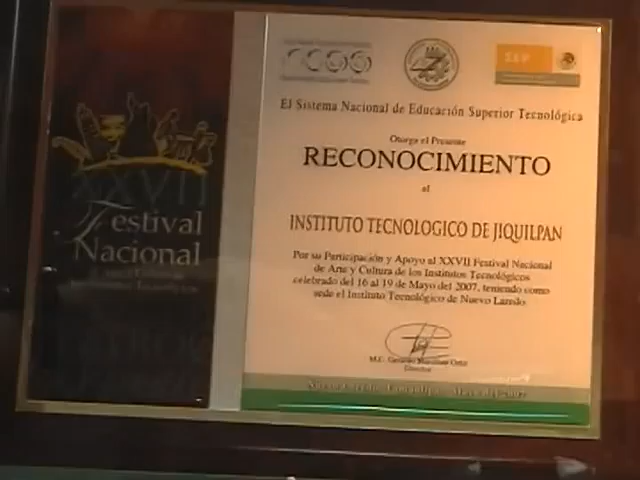 XXVII
Festival
Nacional
SEP
El Sistema Nacional de Educación Superior Tecnológica
Otorga el Presente
RECONOCIMIENTO
al
INSTITUTO TECNOLOGICO DE JIQUILPAN
Por su Participación y Apoyo al XXVII Festival Nacional
de Arte y Cultura de los Institutos Tecnológicos
celebrado del 16 al 19 de Mayo del 2007, teniendo como
sede el Instituto Tecnológico de Nuevo Laredo
Director